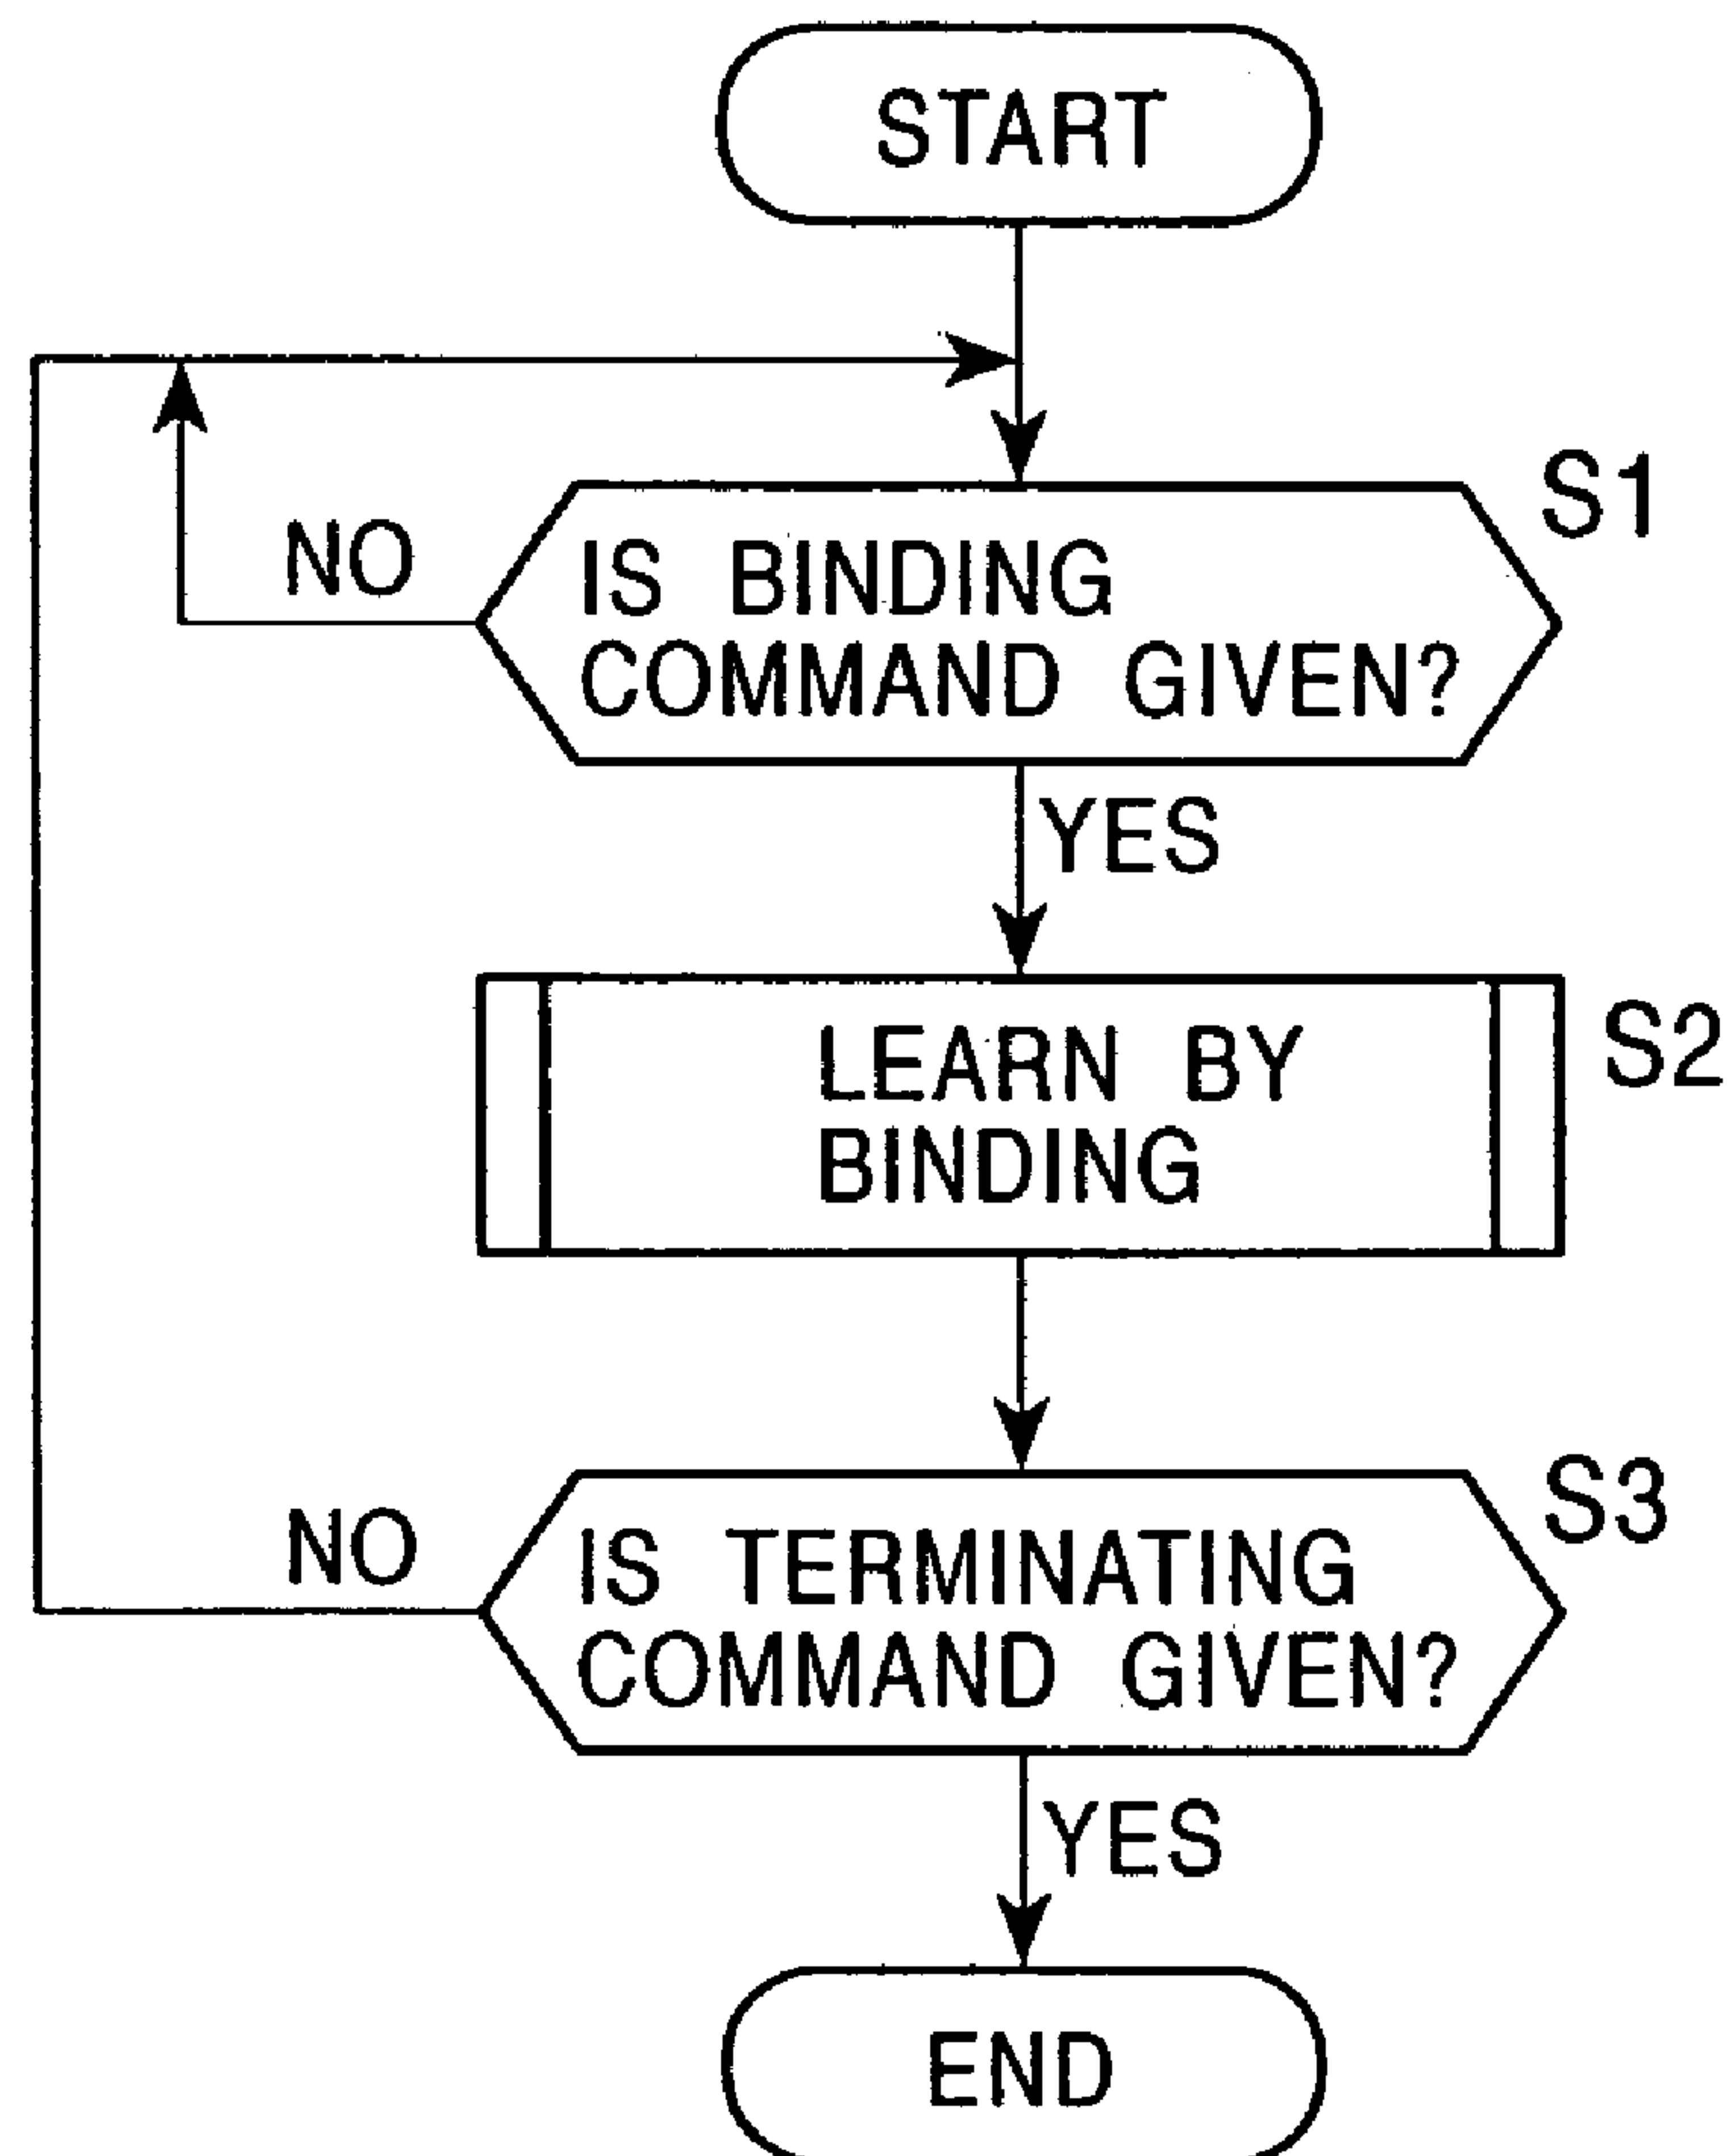 START
S1
NO
IS BINDING
COMMAND GIVEN?
YES
LEARN BY
BINDING
S2
S3
NO
IS TERMINATING
COMMAND GIVEN?
YES
END